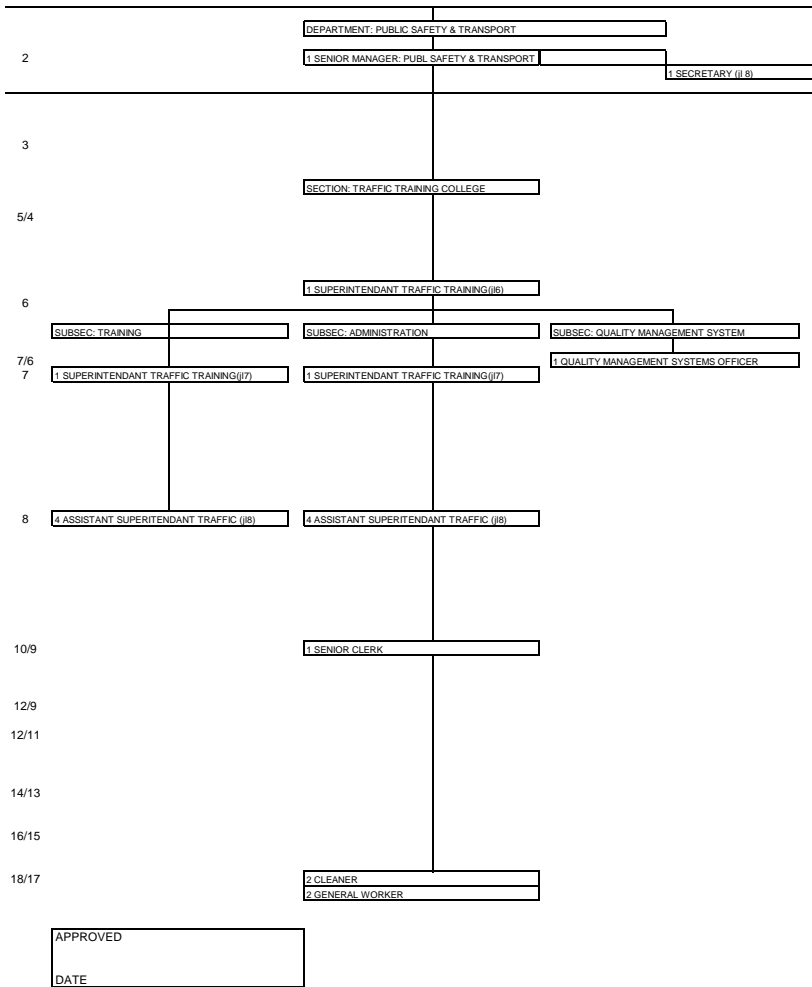 DEPARTMENT: PUBLIC SAFETY & TRANSPORT
2 1 SENIOR MANAGER: PUBL SAFETY & TRANSPORT
1 SECRETARY (jl 8)
3
SECTION: TRAFFIC TRAINING COLLEGE
5/4
1 SUPERINTENDANT TRAFFIC TRAINING(jl6)
6
SUBSEC: TRAINING SUBSEC: ADMINISTRATION SUBSEC: QUALITY MANAGEMENT SYSTEM
7/6 1 QUALITY MANAGEMENT SYSTEMS OFFICER
7 1 SUPERINTENDANT TRAFFIC TRAINING(jl7) 1 SUPERINTENDANT TRAFFIC TRAINING(jl7)
8 4 ASSISTANT SUPERITENDANT TRAFFIC (jl8) 4 ASSISTANT SUPERITENDANT TRAFFIC (jl8)
10/9 1 SENIOR CLERK
12/9
12/11
14/13
16/15
18/17 2 CLEANER
2 GENERAL WORKER
APPROVED
DATE